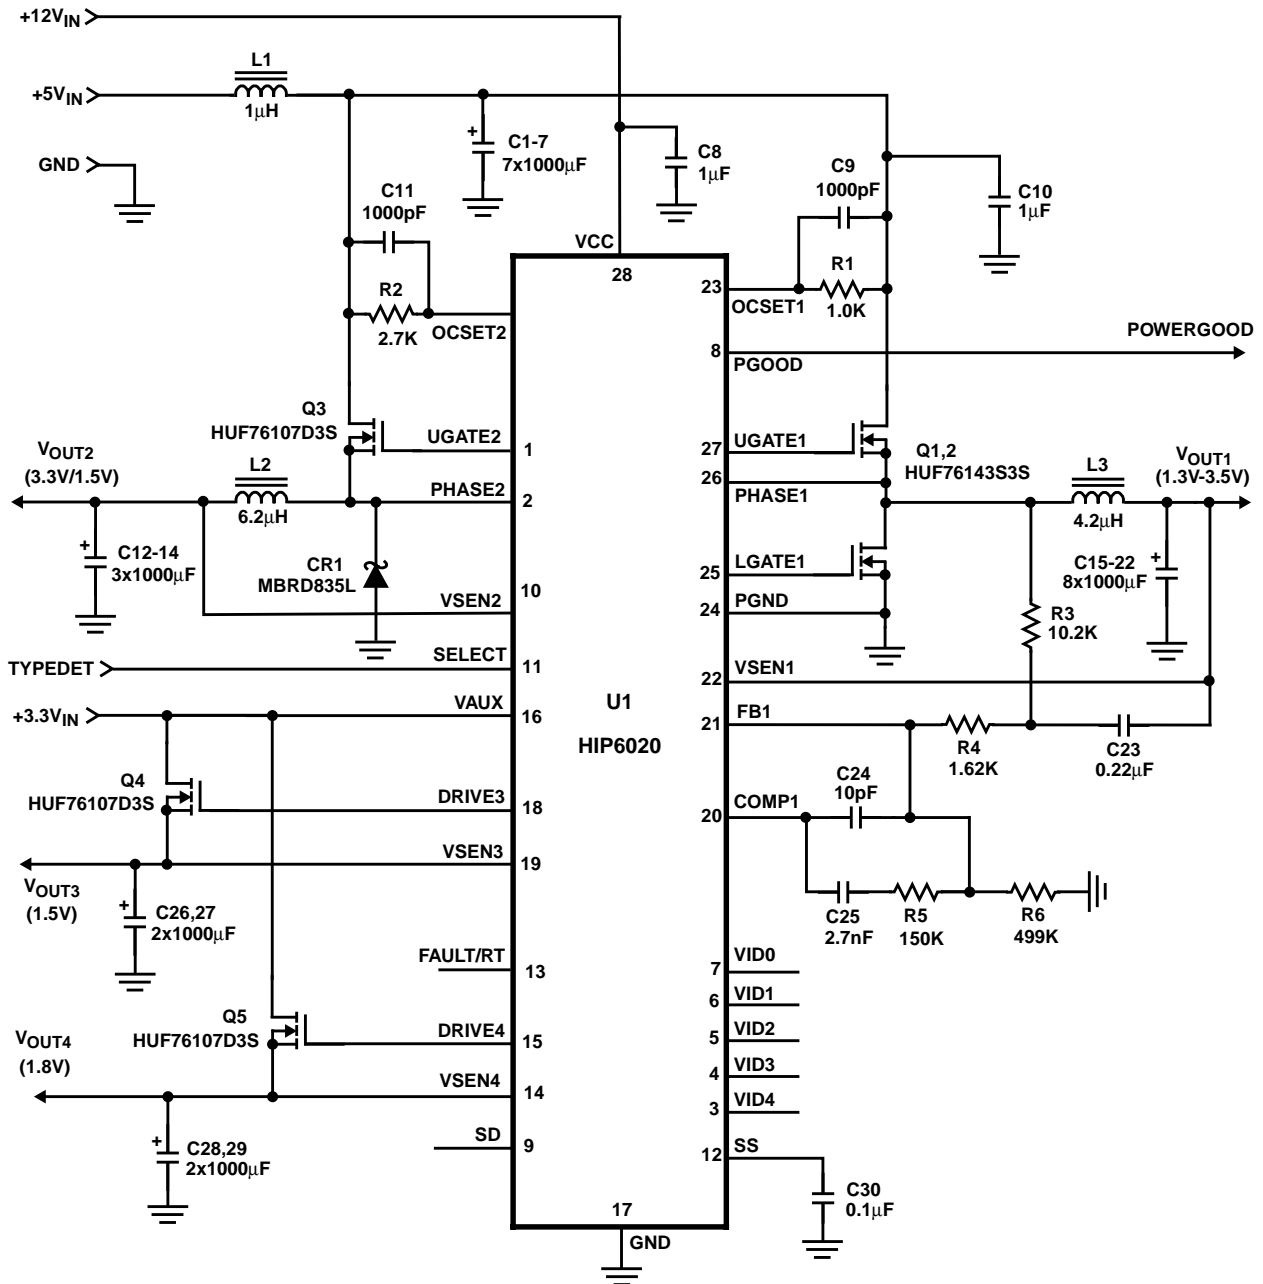 +12VIN
L1
+5VIN
1µH
GND
C1-7
7x1000µF
C8
1µF
C9
1000pF
C10
1µF
C11
1000pF
VCC
28
R2
2.7K
OCSET2
23
OCSET1
R1
1.0K
8
PGOOD
POWERGOOD
Q3
HUF76107D3S
UGATE2
1
27
UGATE1
Q1,2
HUF76143S3S
VOUT2
(3.3V/1.5V)
L2
6.2µH
PHASE2
2
26
PHASE1
L3
4.2µH
VOUT1
(1.3V-3.5V)
C12-14
3x1000µF
CR1
MBRD835L
10
VSEN2
25
LGATE1
24
PGND
C15-22
8x1000µF
R3
10.2K
TYPEDET
SELECT
11
22
VSEN1
+3.3VIN
VAUX
16
U1
HIP6020
21
FB1
R4
1.62K
C23
0.22µF
Q4
HUF76107D3S
DRIVE3
18
20
COMP1
C24
10pF
VSEN3
19
VOUT3
(1.5V)
C26,27
2x1000µF
C25
2.7nF
R5
150K
R6
499K
FAULT/RT
13
7
VID0
6
VID1
Q5
HUF76107D3S
DRIVE4
15
5
VID2
VOUT4
(1.8V)
4
VID3
VSEN4
14
3
VID4
C28,29
2x1000µF
SD
9
12
SS
C30
0.1µF
17
GND